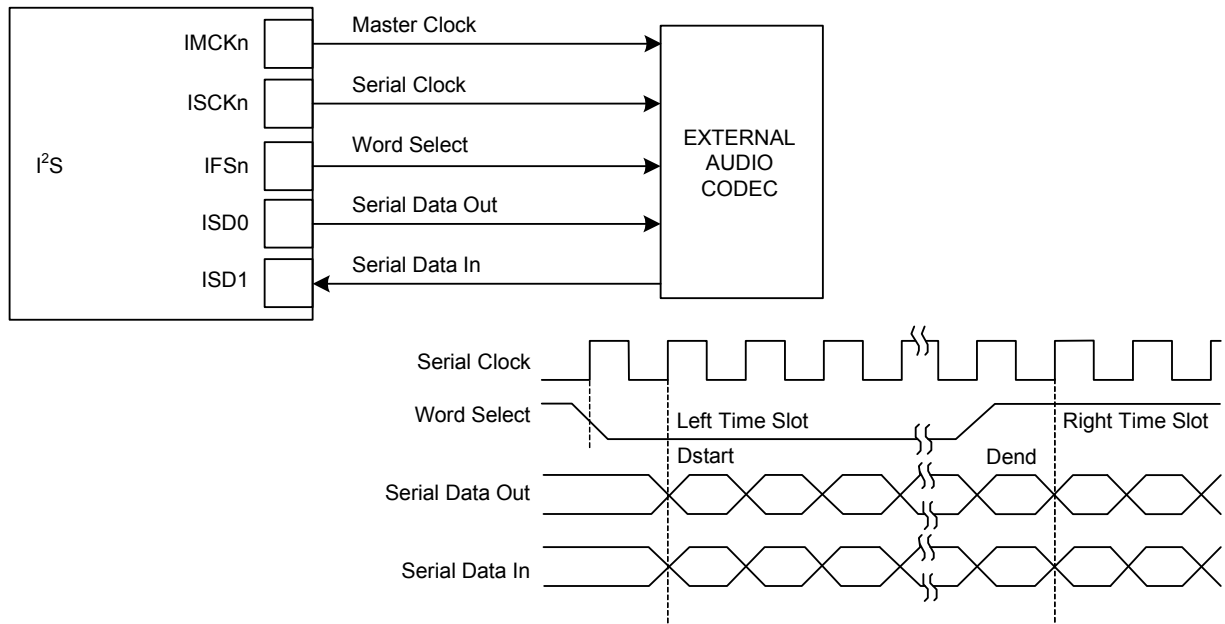 IMCKn
Master Clock
ISCKn
Serial Clock
I²S
IFSn
Word Select
EXTERNAL
AUDIO
CODEC
ISD0
Serial Data Out
ISD1
Serial Data In
Serial Clock
Word Select
Left Time Slot
Right Time Slot
Dstart
Dend
Serial Data Out
Serial Data In